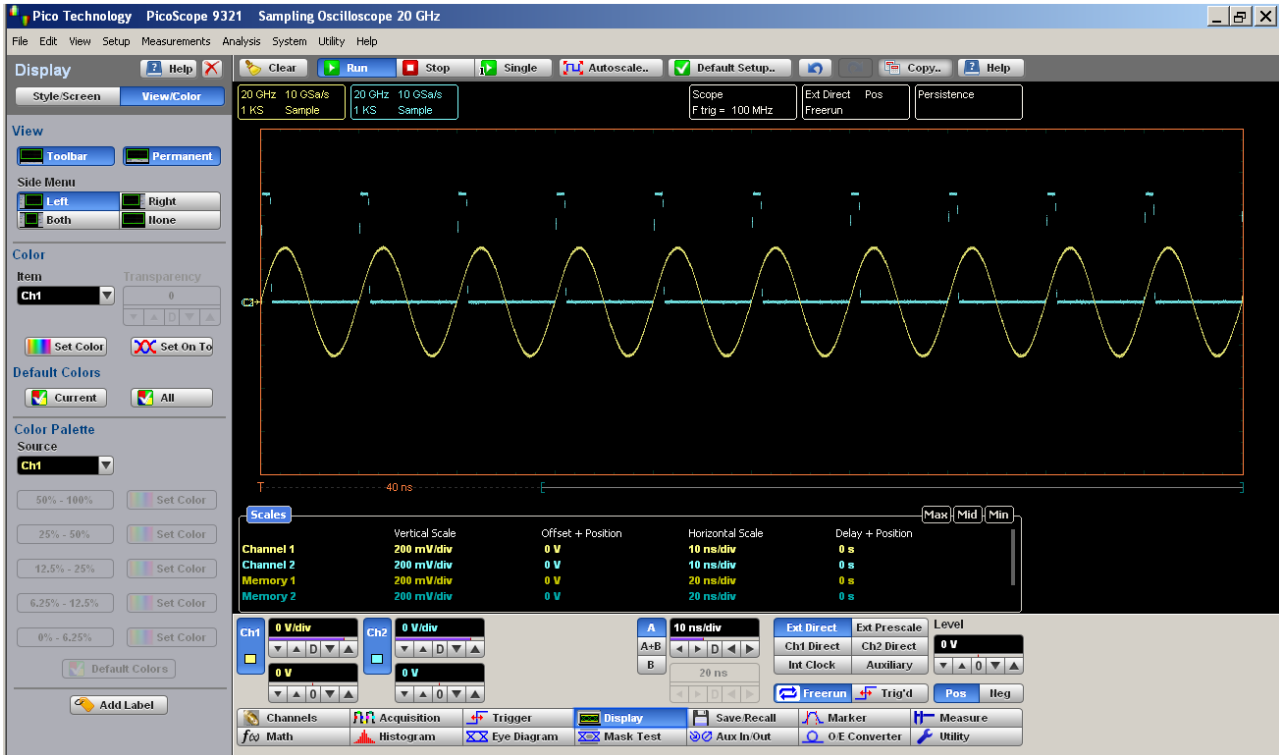 Pico Technology PicoScope 9321 Sampling Oscilloscope 20 GHz
File Edit View Setup Measurements Analysis System Utility Help
Display Help
Clear Run Stop Single Autoscale.. Default Setup.. Copy.. Help
Style/Screen View/Color
20 GHz 10 GSa/s
1 KS Sample
20 GHz 10 GSa/s
1 KS Sample
Scope
F trig = 100 MHz
Ext Direct Pos
Freerun
Persistence
View
Toolbar Permanent
Side Menu
Left Right
Both None
Color
Item Transparency
Ch1 0
D
Set Color Set On To
Default Colors
Current All
Color Palette
Source
Ch1
50% - 100% Set Color
25% - 50% Set Color
12.5% - 25% Set Color
6.25% - 12.5% Set Color
0% - 6.25% Set Color
Default Colors
Add Label
T 40 ns
Scales Max Mid Min
Vertical Scale Offset + Position Horizontal Scale Delay + Position
Channel 1 200 mV/div 0 V 10 ns/div 0 s
Channel 2 200 mV/div 0 V 10 ns/div 0 s
Memory 1 200 mV/div 0 V 20 ns/div 0 s
Memory 2 200 mV/div 0 V 20 ns/div 0 s
Ch1 0 V/div
D
0 V
0
Ch2 0 V/div
D
0 V
0
A 10 ns/div
A+B D
B 20 ns
D
Ext Direct Ext Prescale
Ch1 Direct Ch2 Direct
Int Clock Auxiliary
Freerun Trig'd
Level
0 V
0
Pos Neg
Channels Acquisition Trigger Display Save/Recall Marker Measure
f(x) Math Histogram Eye Diagram Mask Test Aux In/Out O/E Converter Utility